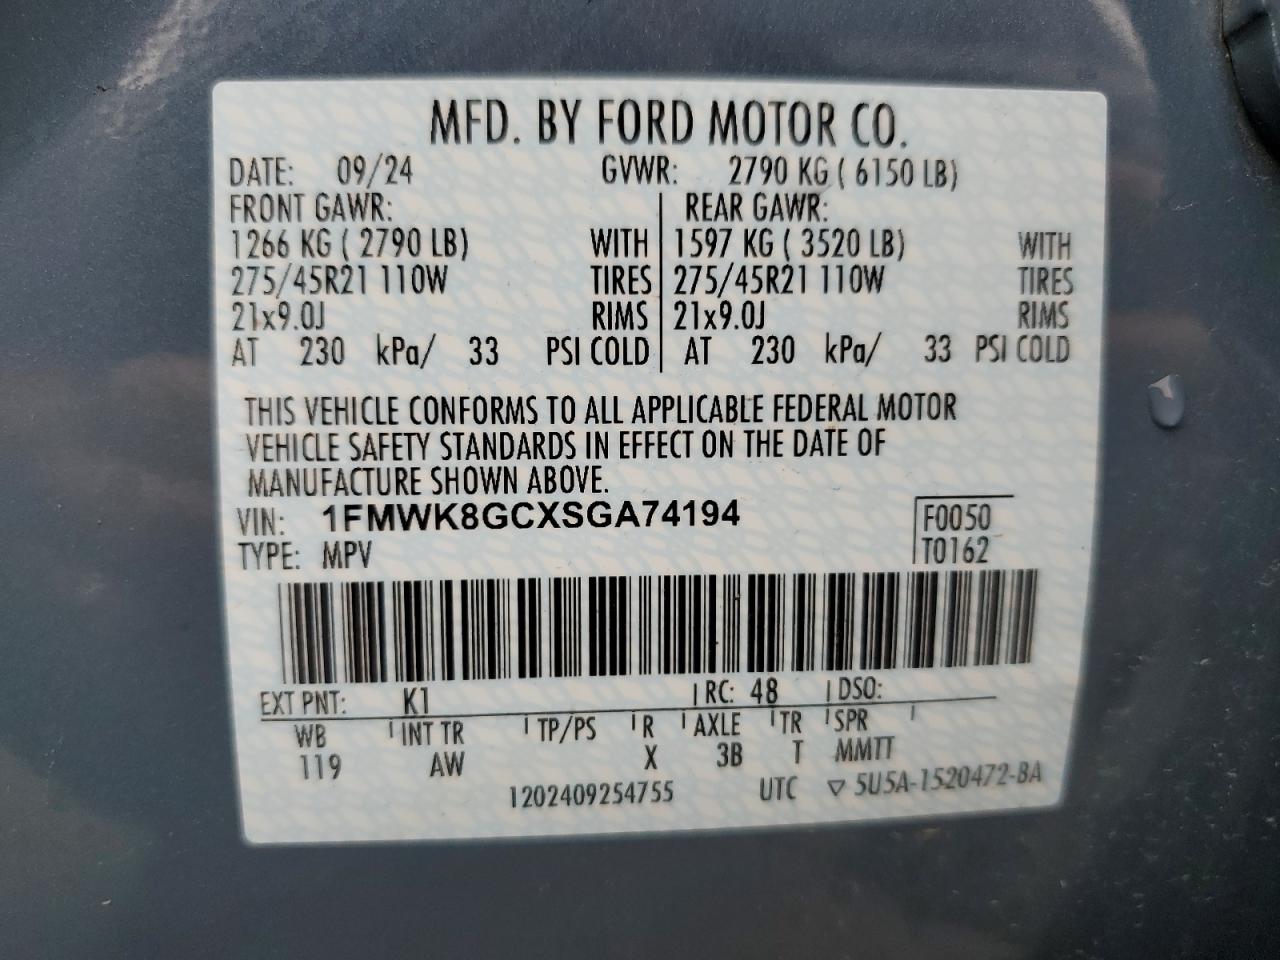 MFD. BY FORD MOTOR CO.
DATE: 09/24 GVWR: 2790 KG ( 6150 LB)
FRONT GAWR: REAR GAWR:
1266 KG ( 2790 LB) WITH 1597 KG ( 3520 LB) WITH
275/45R21 110W TIRES 275/45R21 110W TIRES
21x9.0J RIMS 21x9.0J RIMS
AT 230 kPa/ 33 PSI COLD AT 230 kPa/ 33 PSI COLD
THIS VEHICLE CONFORMS TO ALL APPLICABLE FEDERAL MOTOR
VEHICLE SAFETY STANDARDS IN EFFECT ON THE DATE OF
MANUFACTURE SHOWN ABOVE.
VIN: 1FMWK8GCXSGA74194 F0050
TYPE: MPV T0162
EXT PNT: K1 RC: 48 DSO:
WB INT TR TP/PS R AXLE TR SPR
119 AW X 3B T MMTT
1202409254755 UTC ▽ 5U5A-1520472-BA